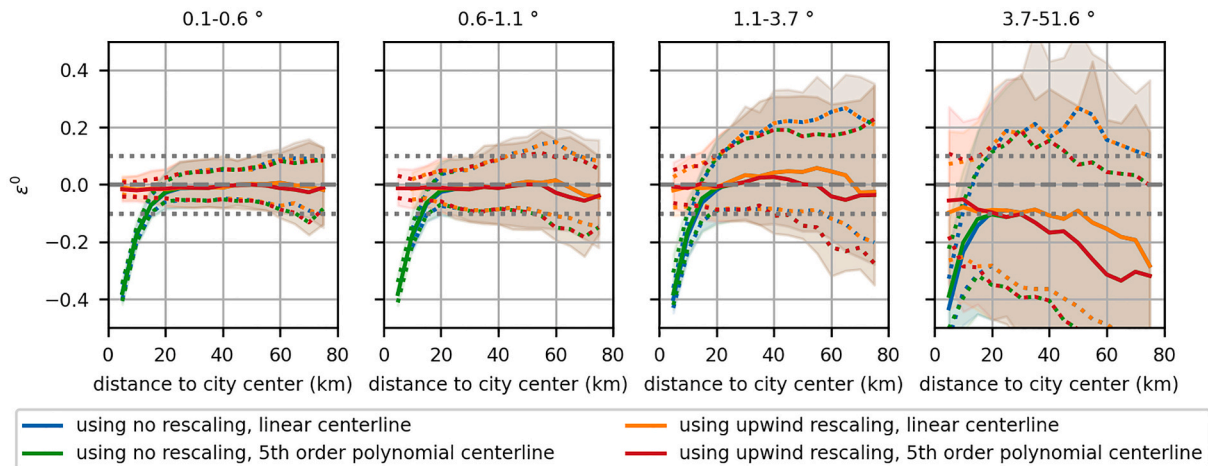 0.1-0.6 ° 0.6-1.1 ° 1.1-3.7 ° 3.7-51.6 °
0.4
0.2
0.0
−0.2
−0.4
ε⁰
0 20 40 60 80 0 20 40 60 80 0 20 40 60 80 0 20 40 60 80
distance to city center (km) distance to city center (km) distance to city center (km) distance to city center (km)
using no rescaling, linear centerline using upwind rescaling, linear centerline
using no rescaling, 5th order polynomial centerline using upwind rescaling, 5th order polynomial centerline